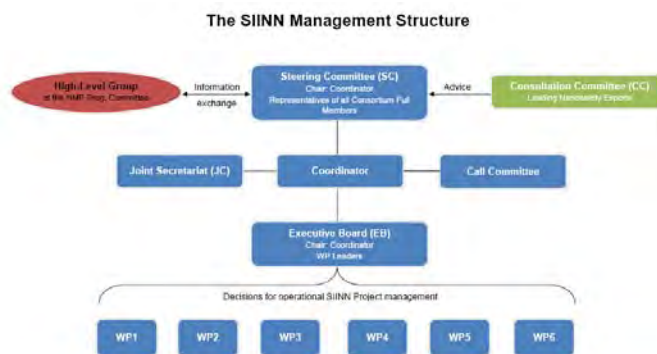 The SIINN Management Structure
High-Level Group
at the NMP Prog. Committee
Information
exchange
Steering Committee (SC)
Chair: Coordinator
Representatives of all Consortium Full
Members
Advice
Consultation Committee (CC)
Leading Nanosafety Experts
Joint Secretariat (JC)
Coordinator
Call Committee
Executive Board (EB)
Chair: Coordinator
WP Leaders
Decisions for operational SIINN Project management
WP1
WP2
WP3
WP4
WP5
WP6